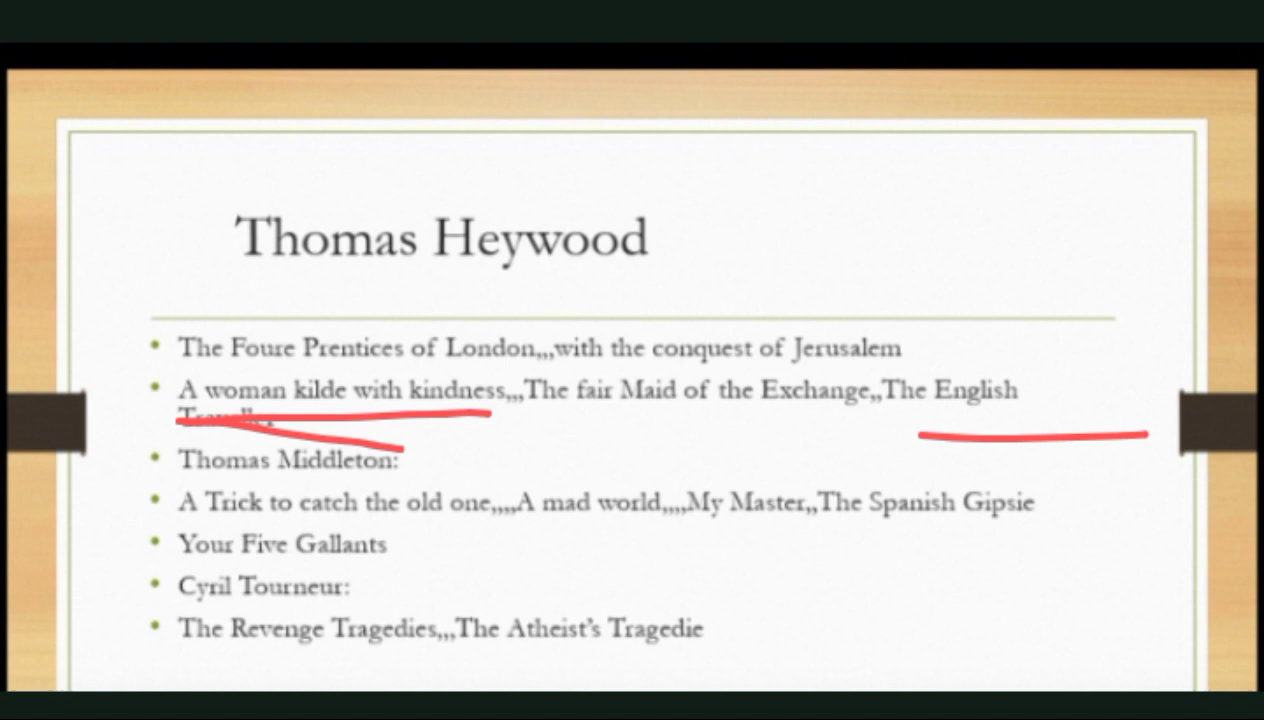 Thomas Heywood
The Foure Prentices of London,,,with the conquest of Jerusalem
A woman kilde with kindness,,,The fair Maid of the Exchange,,The English
Thomas Middleton:
A Trick to catch the old one,,,,A mad world,,,,My Master,,The Spanish Gipsie
Your Five Gallants
Cyril Tourneur:
The Revenge Tragedies,,,The Atheist's Tragedie